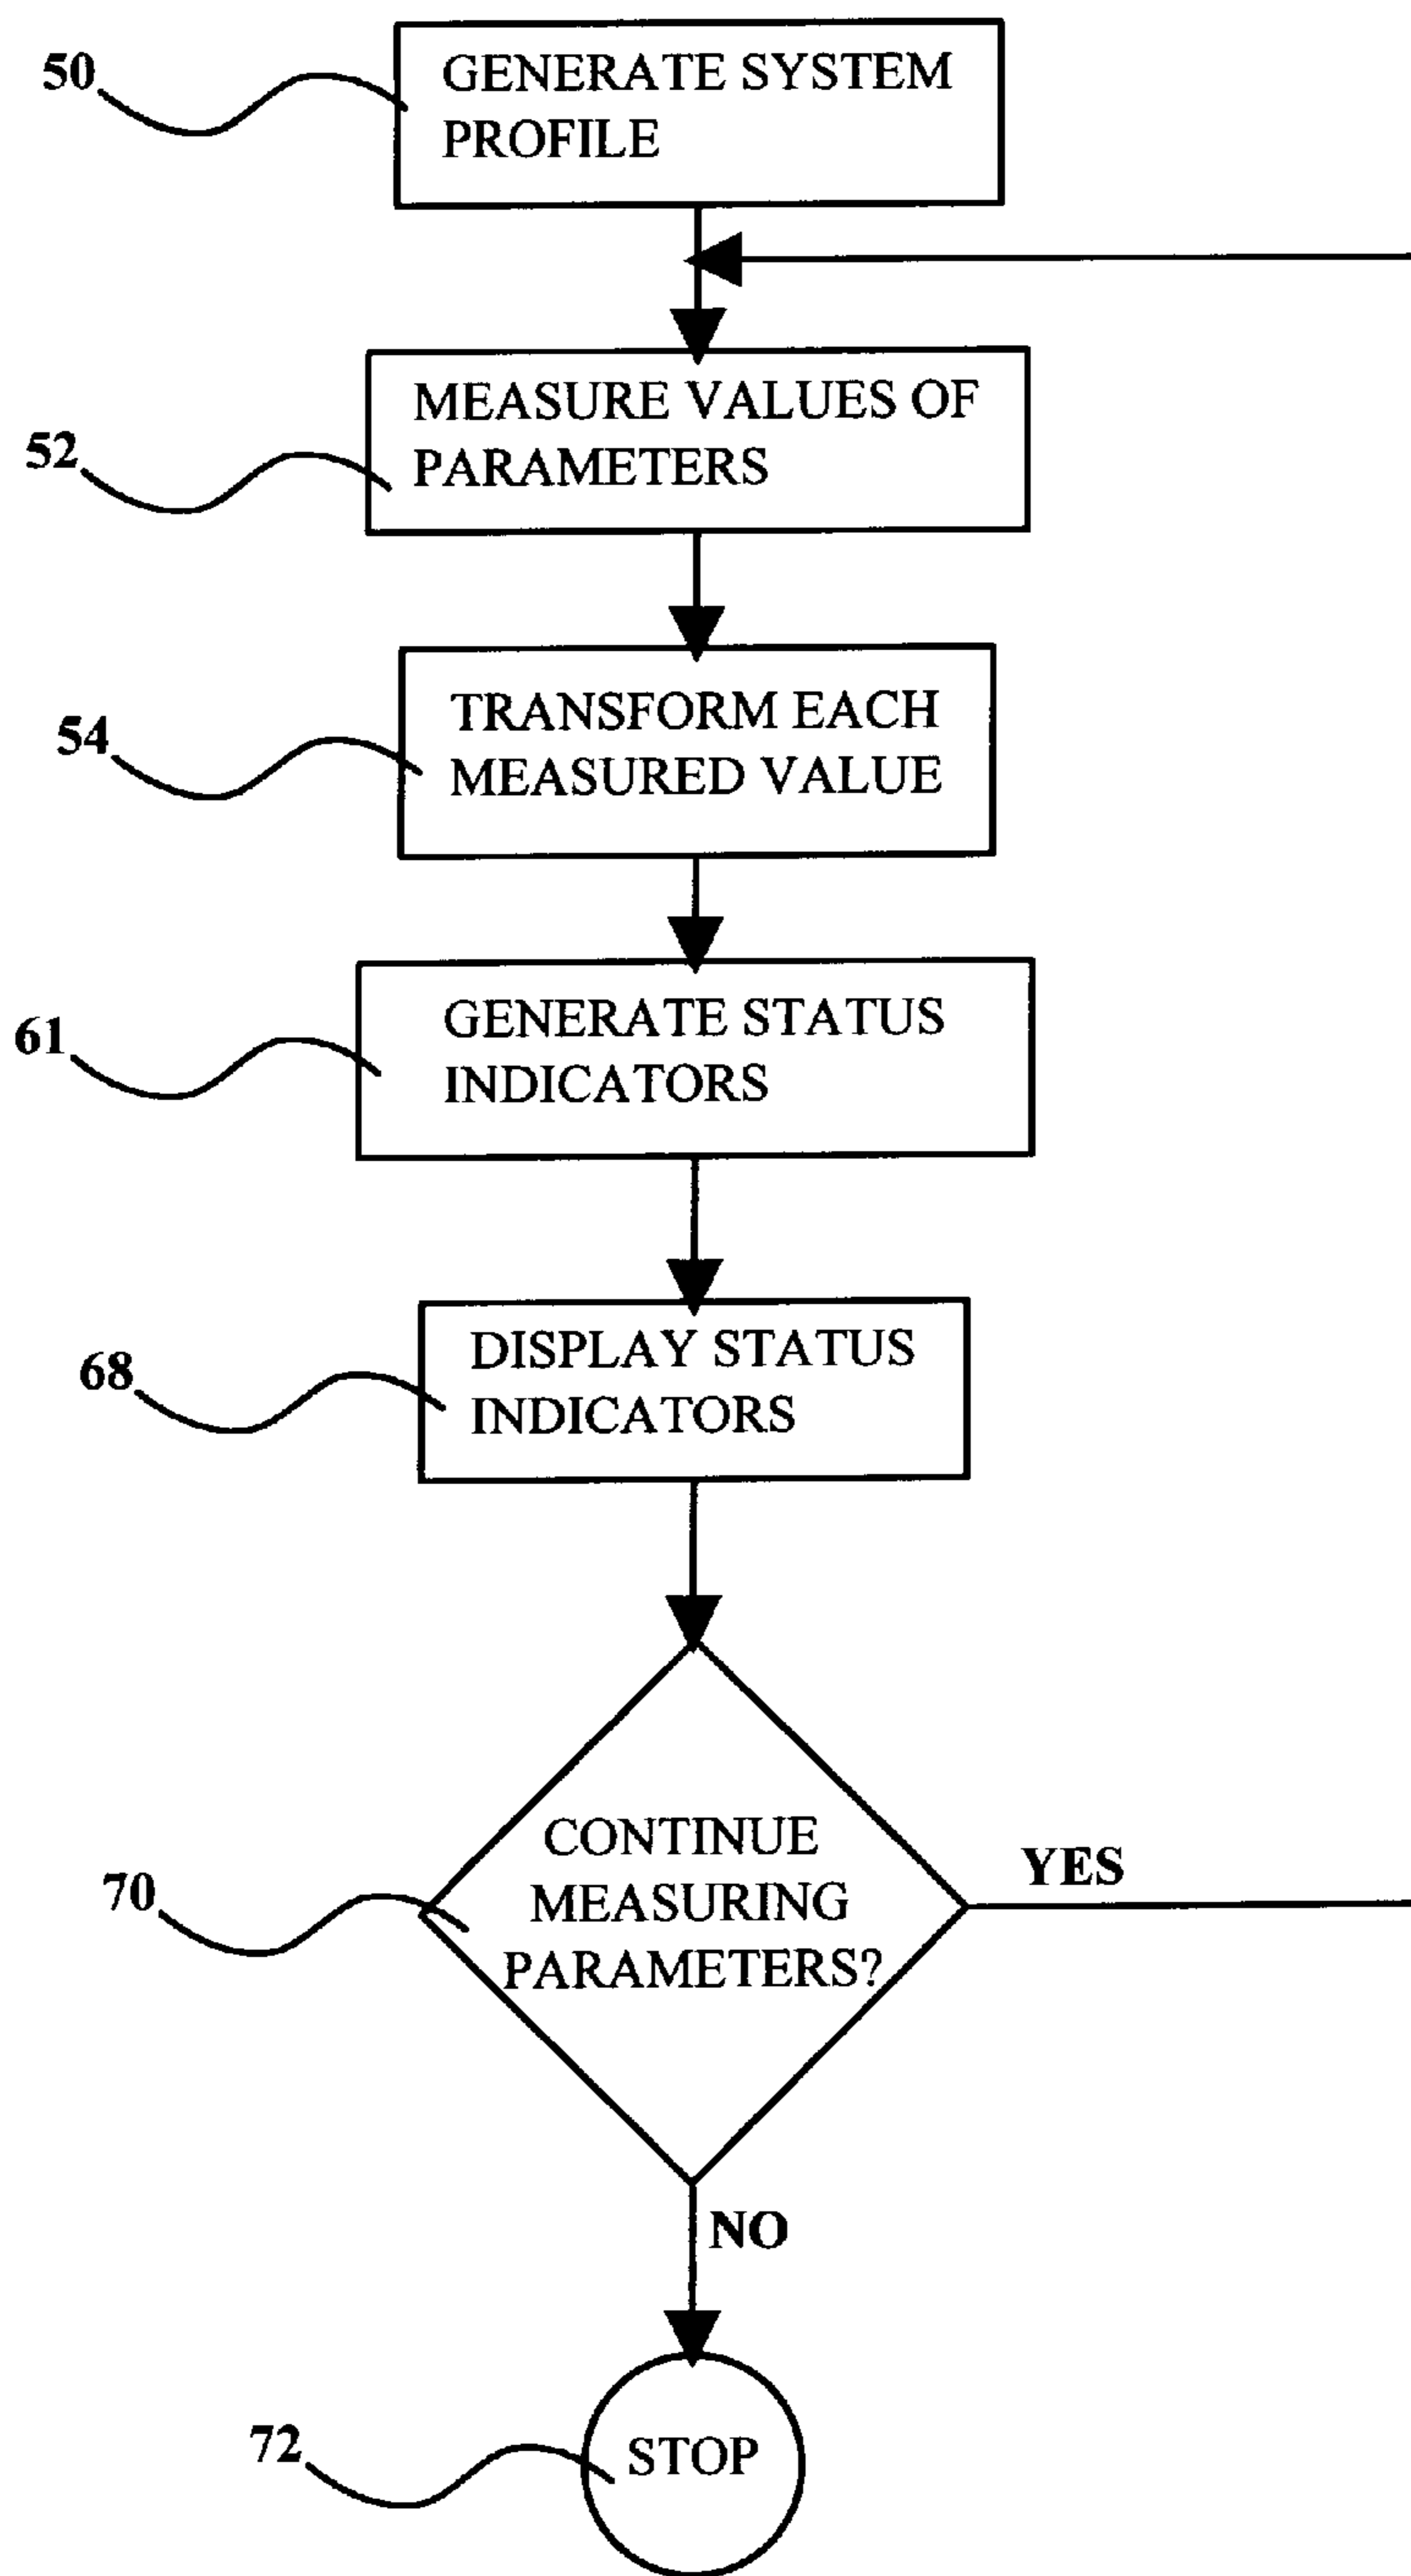 50
GENERATE SYSTEM
PROFILE
52
MEASURE VALUES OF
PARAMETERS
54
TRANSFORM EACH
MEASURED VALUE
61
GENERATE STATUS
INDICATORS
68
DISPLAY STATUS
INDICATORS
70
CONTINUE
MEASURING
PARAMETERS?
YES
NO
72
STOP